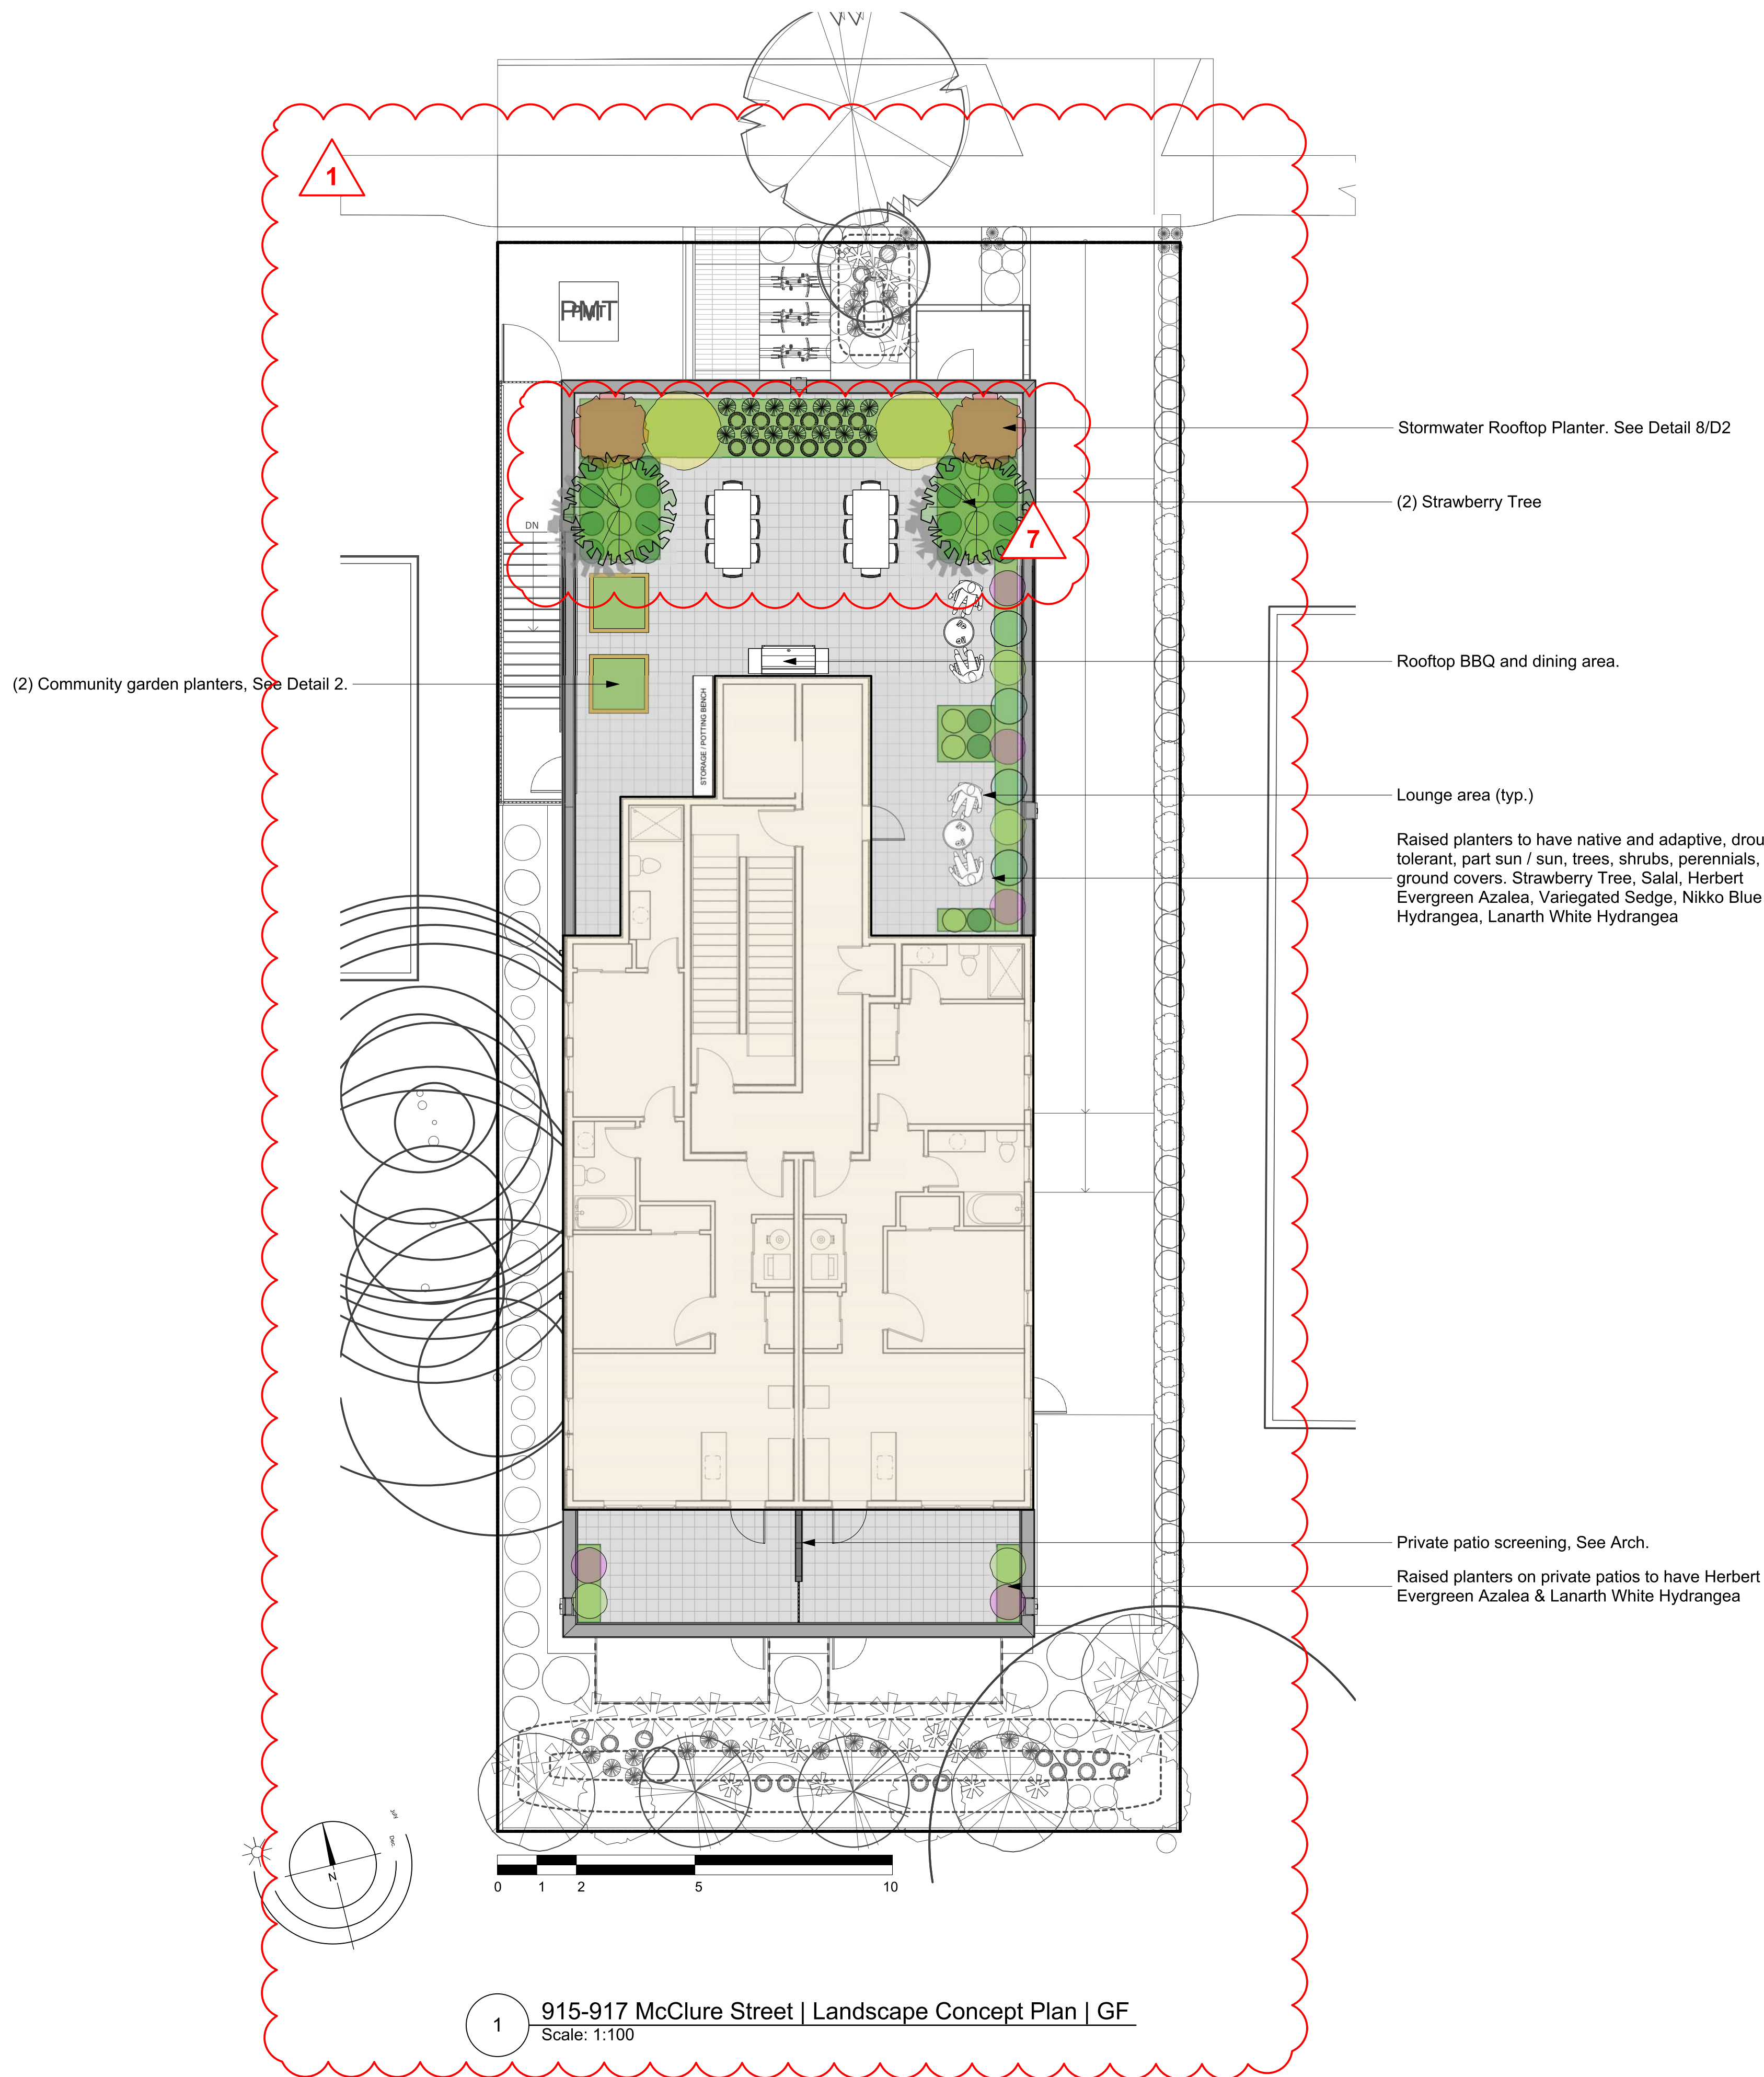 1
PMT
PMT
Stormwater Rooftop Planter. See Detail 8/D2
(2) Strawberry Tree
DN
7
Rooftop BBQ and dining area.
(2) Community garden planters, See Detail 2.
STORAGE / POTTING BENCH
Lounge area (typ.)
Raised planters to have native and adaptive,
tolerant, part sun / sun, trees, shrubs, perennials,
ground covers. Strawberry Tree, Salal, Herbert
Evergreen Azalea, Variegated Sedge, Nikko Blue
Hydrangea, Lanarth White Hydrangea
Private patio screening, See Arch.
Raised planters on private patios to have Herbert
Evergreen Azalea & Lanarth White Hydrangea
July
Dec.
N
0 1 2 5 10
1
915-917 McClure Street | Landscape Concept Plan | GF
Scale: 1:100